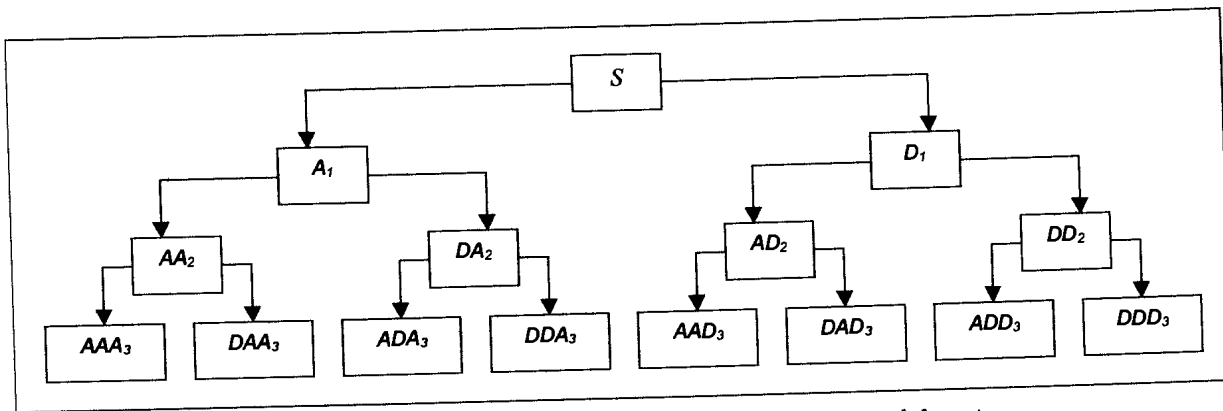 S
A₁ D₁
AA₂ DA₂ AD₂ DD₂
AAA₃ DAA₃ ADA₃ DDA₃ AAD₃ DAD₃ ADD₃ DDD₃